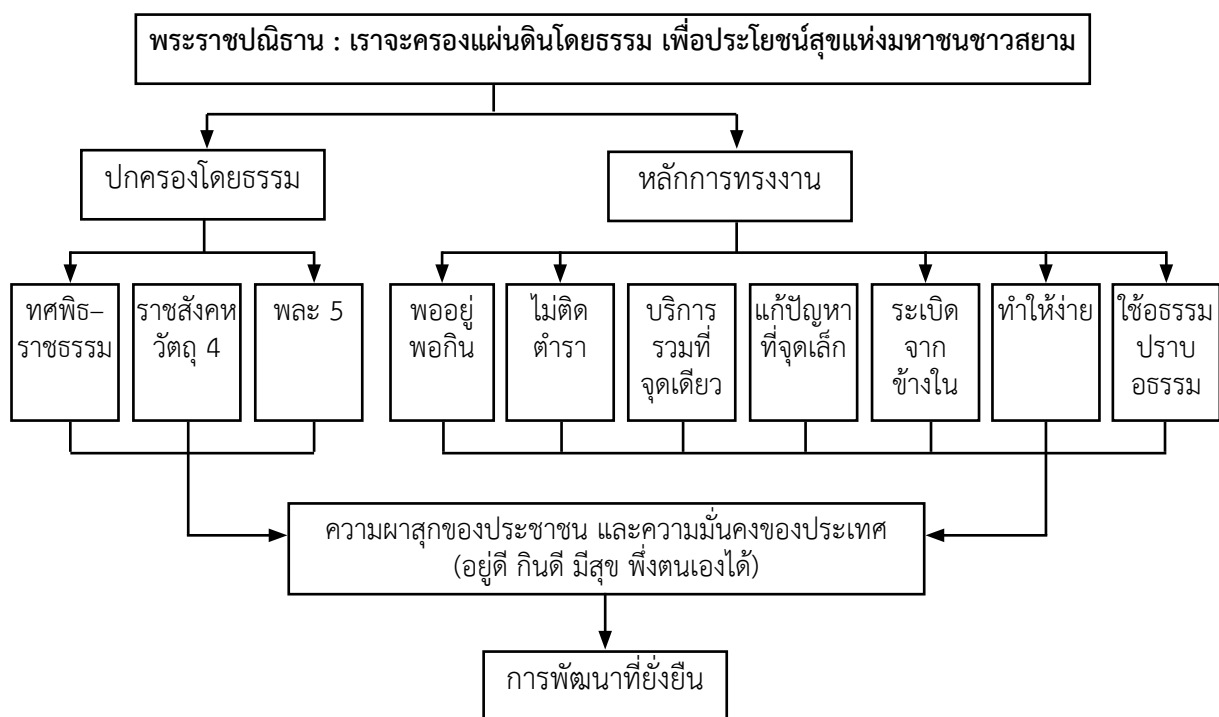 พระราชปณิธาน : เราจะครองแผ่นดินโดยธรรม เพื่อประโยชน์สุขแห่งมหาชนชาวสยาม
ปกครองโดยธรรม
หลักการทรงงาน
ทศพิธ–
ราชธรรม
ราชสังคห
วัตถุ 4
พละ 5
พออยู่
พอกิน
ไม่ติด
ตำรา
บริการ
รวมที่
จุดเดียว
แก้ปัญหา
ที่จุดเล็ก
ระเบิด
จาก
ข้างใน
ทำให้ง่าย
ใช้อธรรม
ปราบ
อธรรม
ความผาสุกของประชาชน และความมั่นคงของประเทศ
(อยู่ดี กินดี มีสุข พึ่งตนเองได้)
การพัฒนาที่ยั่งยืน